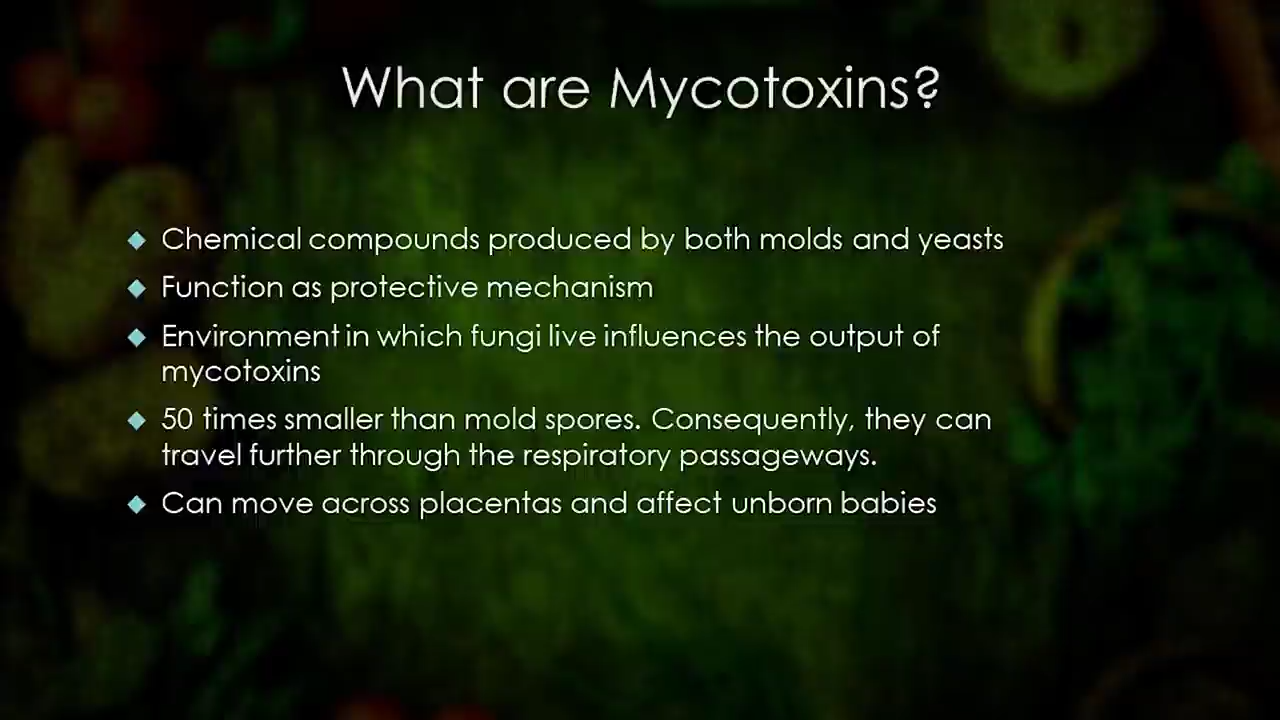 What are Mycotoxins?
Chemical compounds produced by both molds and yeasts
Function as protective mechanism
Environment in which fungi live influences the output of
mycotoxins
50 times smaller than mold spores. Consequently, they can
travel further through the respiratory passageways.
Can move across placentas and affect unborn babies